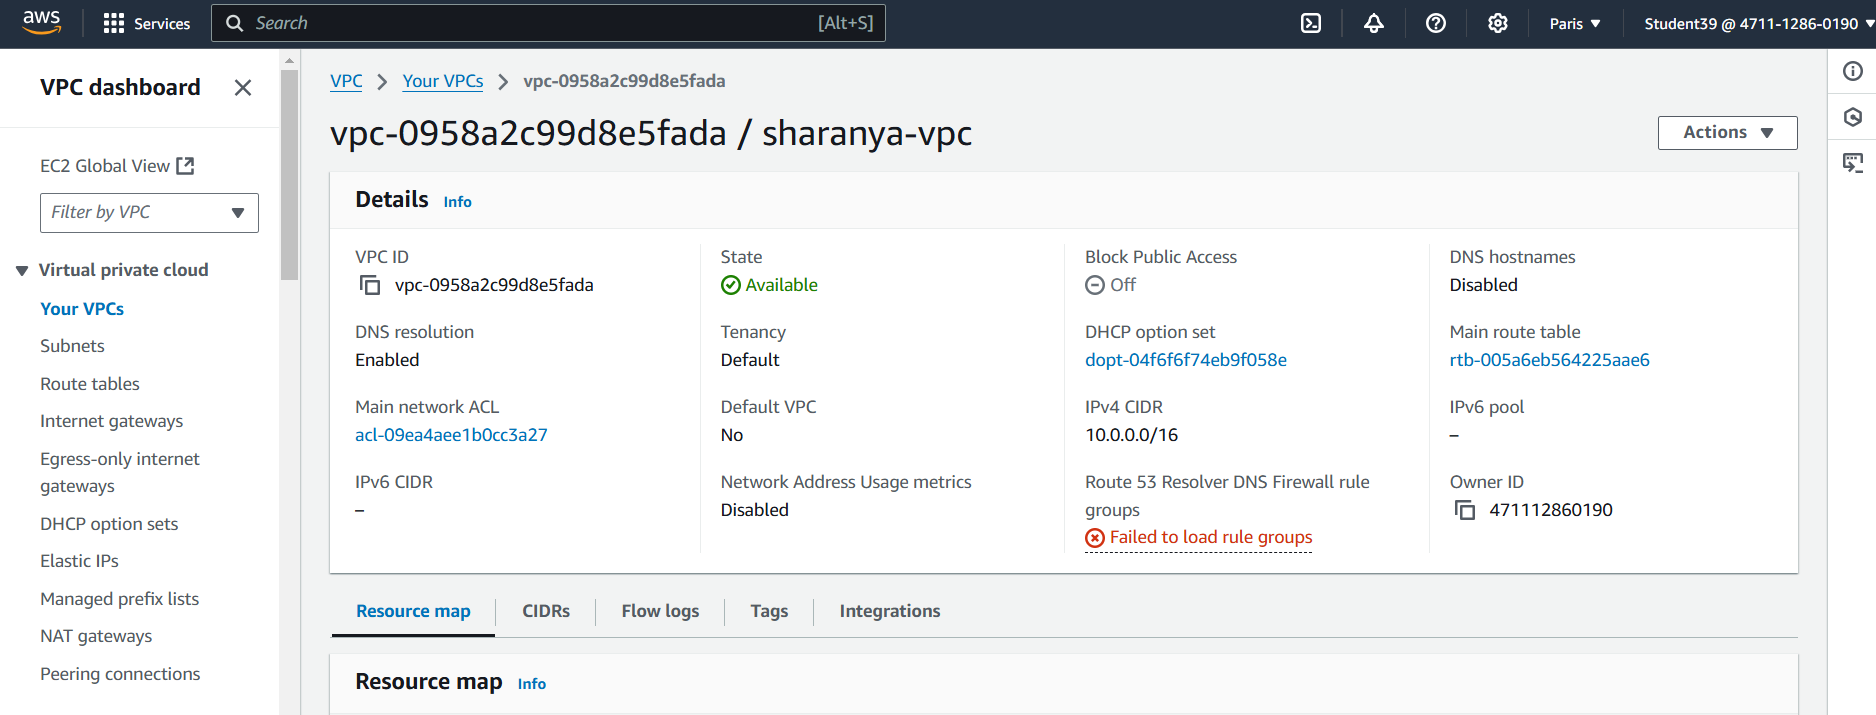 aws
Services
Search
[Alt+S]
Paris
Student39 @ 4711-1286-0190
VPC dashboard
EC2 Global View
Filter by VPC
Virtual private cloud
Your VPCs
Subnets
Route tables
Internet gateways
Egress-only internet
gateways
DHCP option sets
Elastic IPs
Managed prefix lists
NAT gateways
Peering connections
VPC
Your VPCs
vpc-0958a2c99d8e5fada
vpc-0958a2c99d8e5fada / sharanya-vpc
Actions
Details Info
VPC ID
vpc-0958a2c99d8e5fada
State
Available
Block Public Access
Off
DNS hostnames
Disabled
DNS resolution
Enabled
Tenancy
Default
DHCP option set
dopt-04f6f6f74eb9f058e
Main route table
rtb-005a6eb564225aae6
Main network ACL
acl-09ea4aee1b0cc3a27
Default VPC
No
IPv4 CIDR
10.0.0.0/16
IPv6 pool
–
IPv6 CIDR
–
Network Address Usage metrics
Disabled
Route 53 Resolver DNS Firewall rule
groups
Failed to load rule groups
Owner ID
471112860190
Resource map
CIDRs
Flow logs
Tags
Integrations
Resource map Info